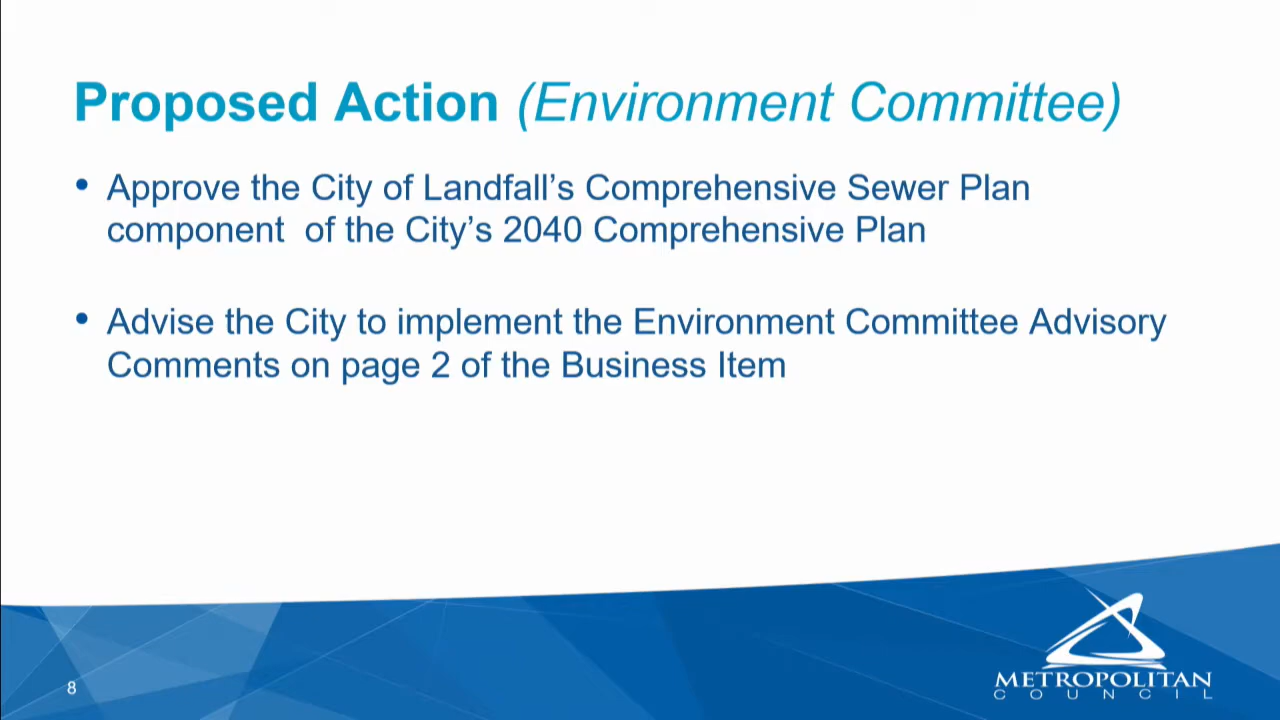 Proposed Action (Environment Committee)
• Approve the City of Landfall’s Comprehensive Sewer Plan
component  of the City’s 2040 Comprehensive Plan
• Advise the City to implement the Environment Committee Advisory
Comments on page 2 of the Business Item
8
METROPOLITAN
COUNCIL